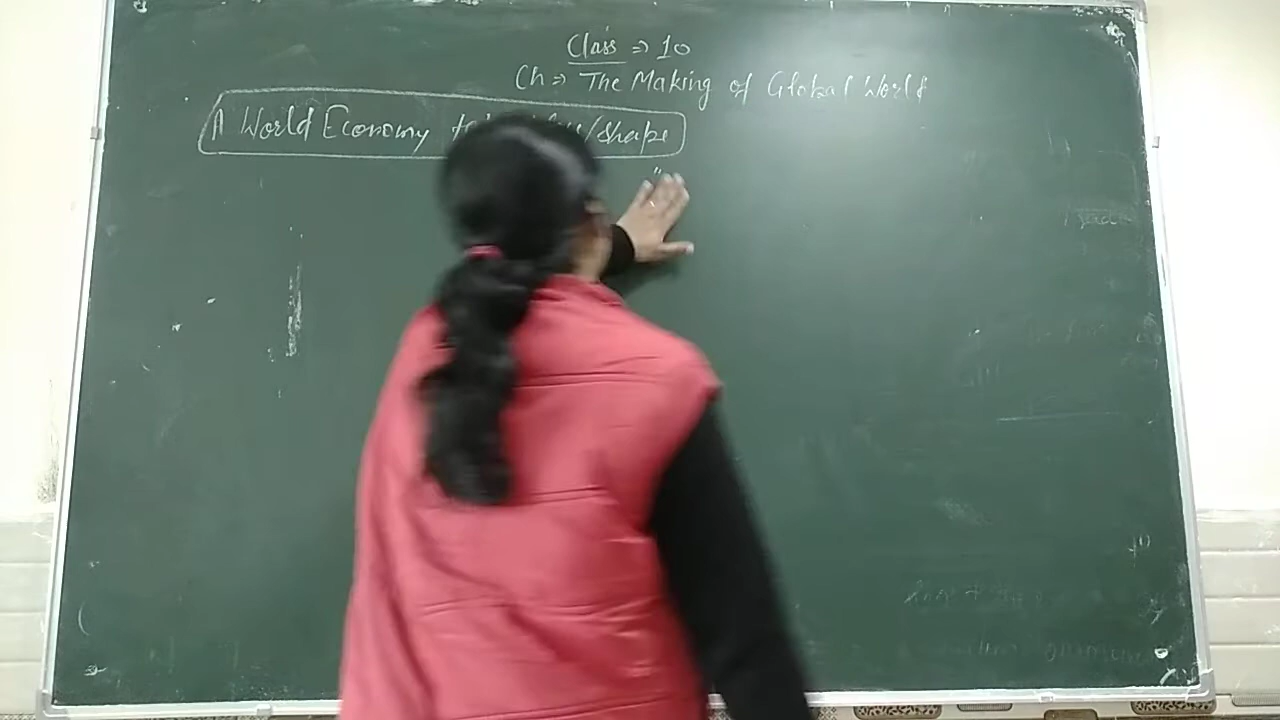 Class => 10
Ch => The Making of Global World
A World Economy /shape